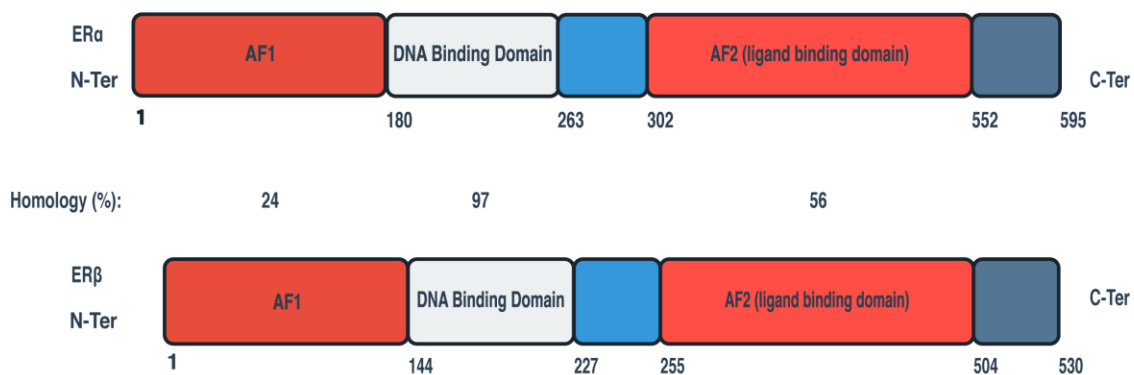 ERα
N-Ter
AF1
DNA Binding Domain
AF2 (ligand binding domain)
C-Ter
1 180 263 302 552 595
Homology (%): 24 97 56
ERβ
N-Ter
AF1
DNA Binding Domain
AF2 (ligand binding domain)
C-Ter
1 144 227 255 504 530